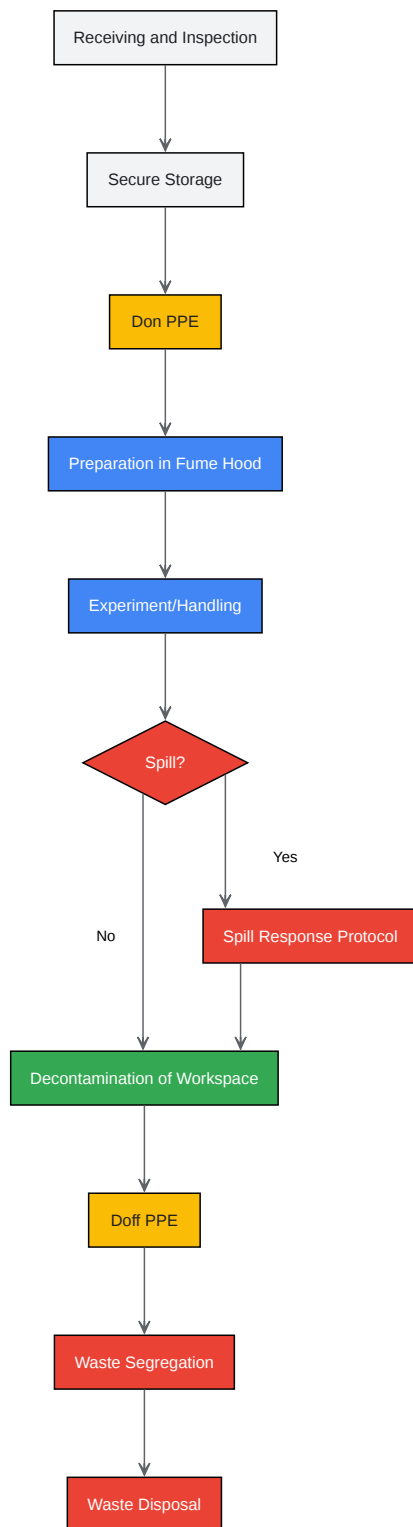 Receiving and Inspection
Secure Storage
Don PPE
Preparation in Fume Hood
Experiment/Handling
Spill?
Yes
No
Spill Response Protocol
Decontamination of Workspace
Doff PPE
Waste Segregation
Waste Disposal